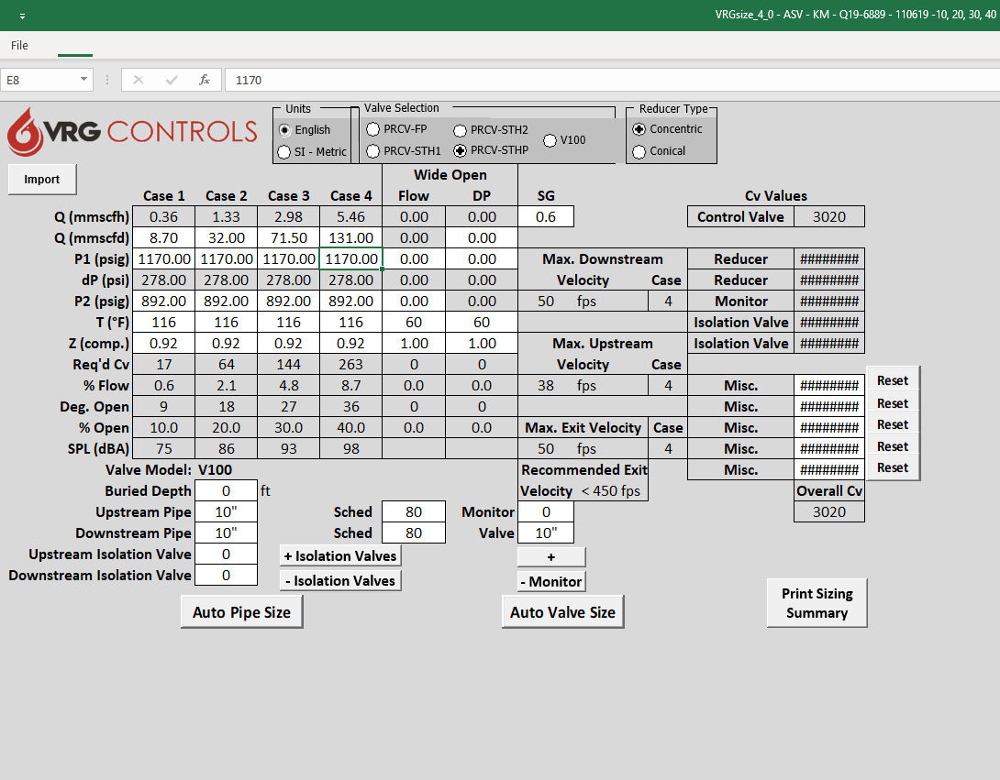 VRGsize_4_0 - ASV - KM - Q19-6889 - 110619 -10, 20, 30, 40
File
E8 fx 1170
VRG CONTROLS
Units Valve Selection Reducer Type
English PRCV-FP PRCV-STH2 V100 Concentric
SI - Metric PRCV-STH1 PRCV-STHP Conical
Import Wide Open
Case 1 Case 2 Case 3 Case 4 Flow DP SG Cv Values
Q (mmscfh) 0.36 1.33 2.98 5.46 0.00 0.00 0.6 Control Valve 3020
Q (mmscfd) 8.70 32.00 71.50 131.00 0.00 0.00
P1 (psig) 1170.00 1170.00 1170.00 1170.00 0.00 0.00 Max. Downstream Reducer ########
dP (psi) 278.00 278.00 278.00 278.00 0.00 0.00 Velocity Case Reducer ########
P2 (psig) 892.00 892.00 892.00 892.00 0.00 0.00 50 fps 4 Monitor ########
T (°F) 116 116 116 116 60 60 Isolation Valve ########
Z (comp.) 0.92 0.92 0.92 0.92 1.00 1.00 Max. Upstream Isolation Valve ########
Req'd Cv 17 64 144 263 0 0 Velocity Case
% Flow 0.6 2.1 4.8 8.7 0.0 0.0 38 fps 4 Misc. ######## Reset
Deg. Open 9 18 27 36 0 0 Misc. ######## Reset
% Open 10.0 20.0 30.0 40.0 0.0 0.0 Max. Exit Velocity Case Misc. ######## Reset
SPL (dBA) 75 86 93 98 50 fps 4 Misc. ######## Reset
Valve Model: V100 Recommended Exit Misc. ######## Reset
Buried Depth 0 ft Velocity < 450 fps Overall Cv
Upstream Pipe 10" Sched 80 Monitor 0 3020
Downstream Pipe 10" Sched 80 Valve 10"
Upstream Isolation Valve 0 + Isolation Valves +
Downstream Isolation Valve 0 - Isolation Valves - Monitor
Auto Pipe Size Auto Valve Size Print Sizing
Summary